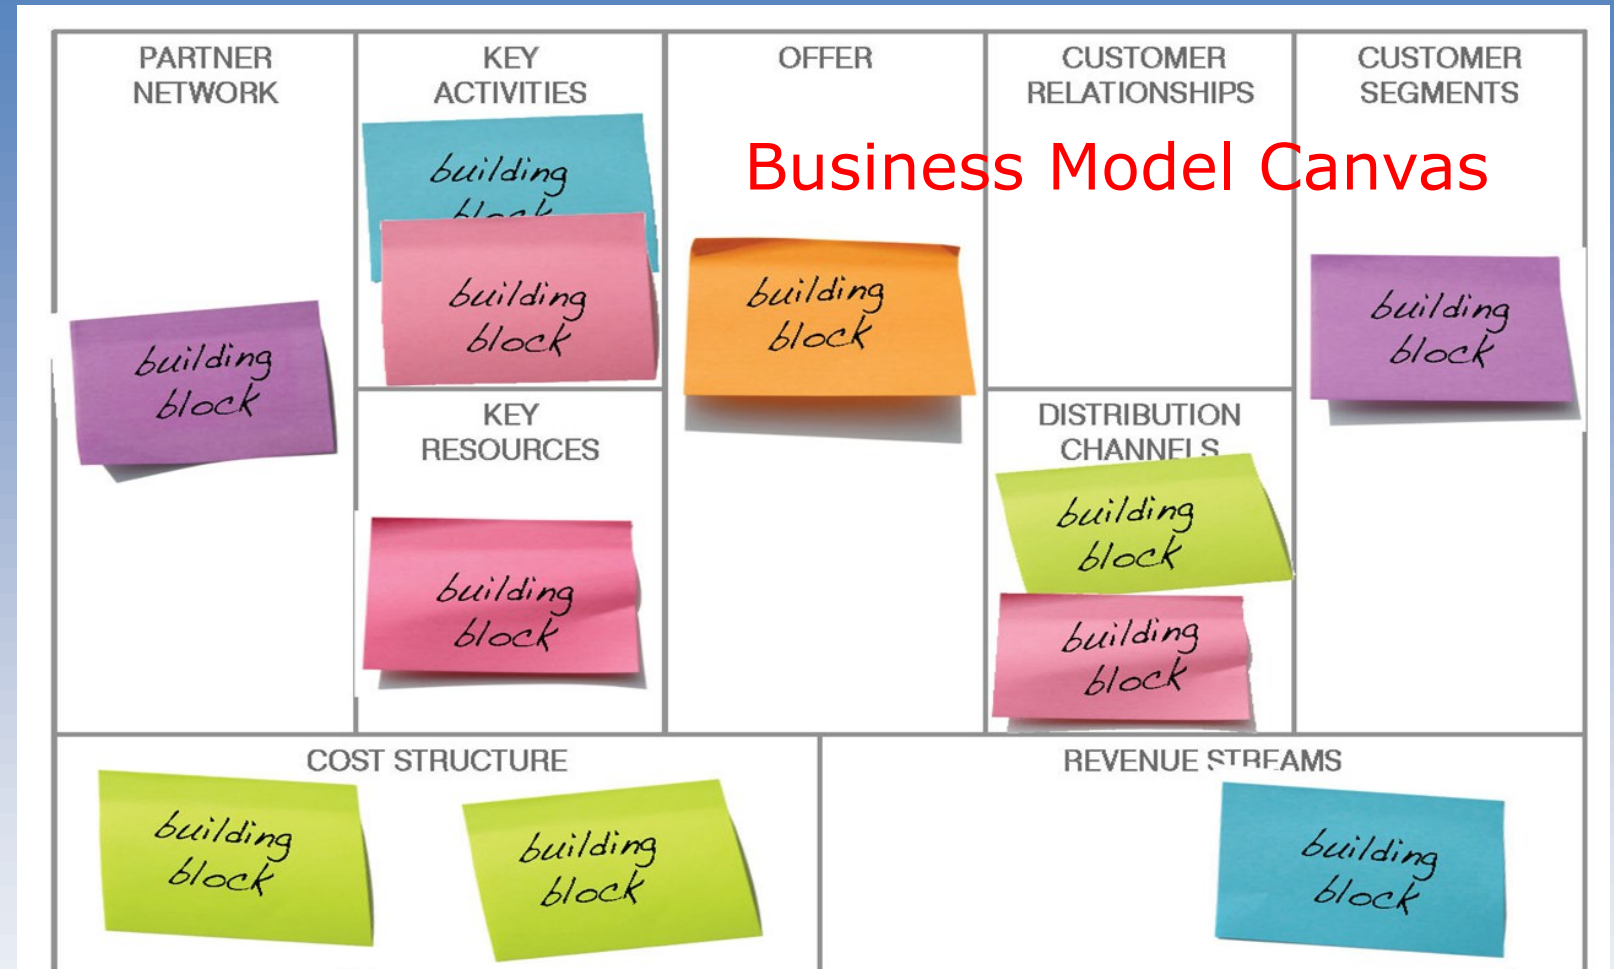 PARTNER
NETWORK
KEY
ACTIVITIES
OFFER
CUSTOMER
RELATIONSHIPS
CUSTOMER
SEGMENTS
Business Model Canvas
building
block
building
block
building
block
building
block
building
block
KEY
RESOURCES
building
block
DISTRIBUTION
CHANNELS
building
block
building
block
COST STRUCTURE
building
block
building
block
REVENUE STREAMS
building
block